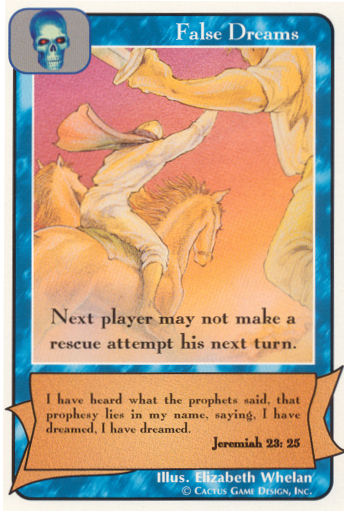 False Dreams
Next player may not make a
rescue attempt his next turn.
I have heard what the prophets said, that
prophesy lies in my name, saying, I have
dreamed, I have dreamed.
Jeremiah 23: 25
Illus. Elizabeth Whelan
© Cactus Game Design, Inc.